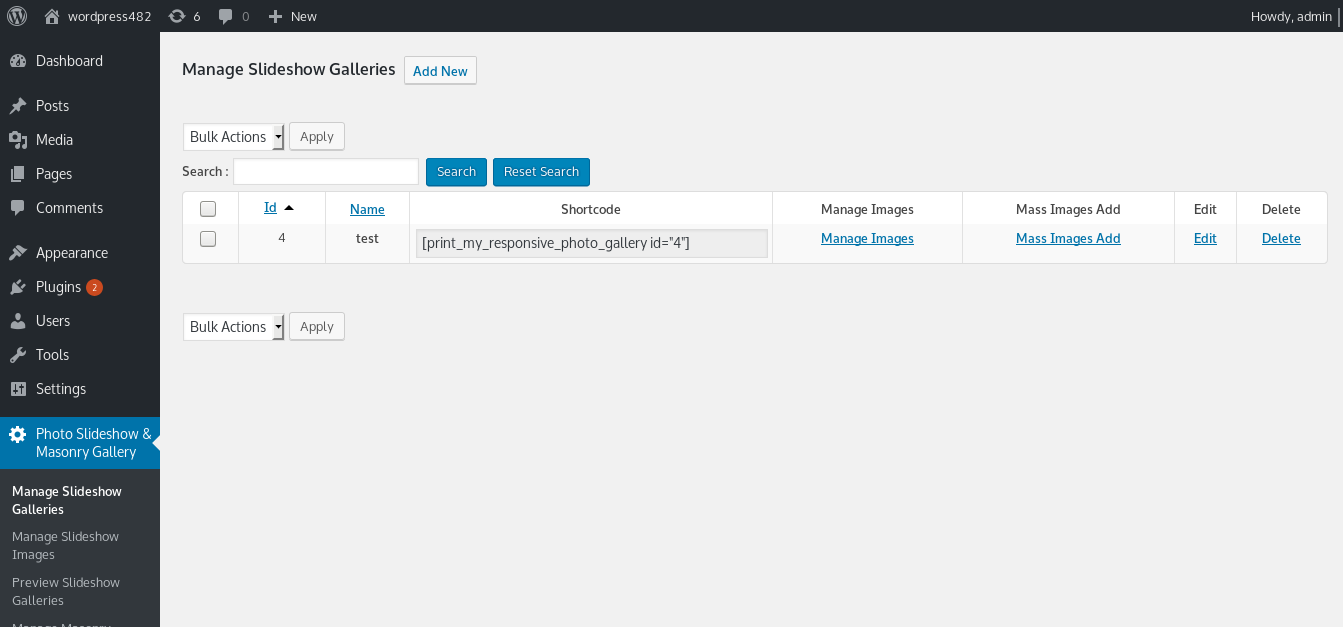 wordpress482 6 0 New Howdy, admin
Dashboard
Posts
Media
Pages
Comments
Appearance
Plugins 2
Users
Tools
Settings
Photo Slideshow &
Masonry Gallery
Manage Slideshow
Galleries
Manage Slideshow
Images
Preview Slideshow
Galleries
Manage Masonry
Manage Slideshow Galleries Add New
Bulk Actions Apply
Search : Search Reset Search
Id Name Shortcode Manage Images Mass Images Add Edit Delete
4 test [print_my_responsive_photo_gallery id="4"] Manage Images Mass Images Add Edit Delete
Bulk Actions Apply